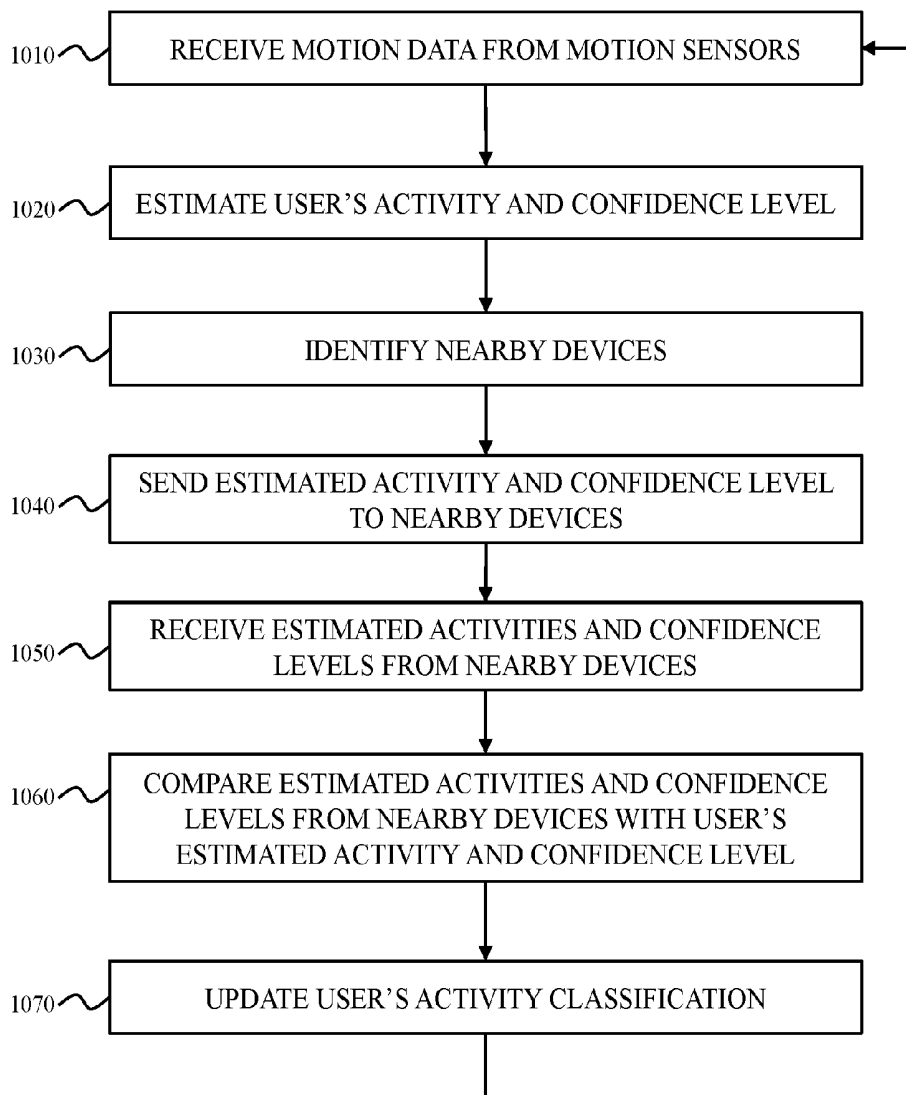 1010
RECEIVE MOTION DATA FROM MOTION SENSORS
1020
ESTIMATE USER'S ACTIVITY AND CONFIDENCE LEVEL
1030
IDENTIFY NEARBY DEVICES
1040
SEND ESTIMATED ACTIVITY AND CONFIDENCE LEVEL
TO NEARBY DEVICES
1050
RECEIVE ESTIMATED ACTIVITIES AND CONFIDENCE
LEVELS FROM NEARBY DEVICES
1060
COMPARE ESTIMATED ACTIVITIES AND CONFIDENCE
LEVELS FROM NEARBY DEVICES WITH USER'S
ESTIMATED ACTIVITY AND CONFIDENCE LEVEL
1070
UPDATE USER'S ACTIVITY CLASSIFICATION